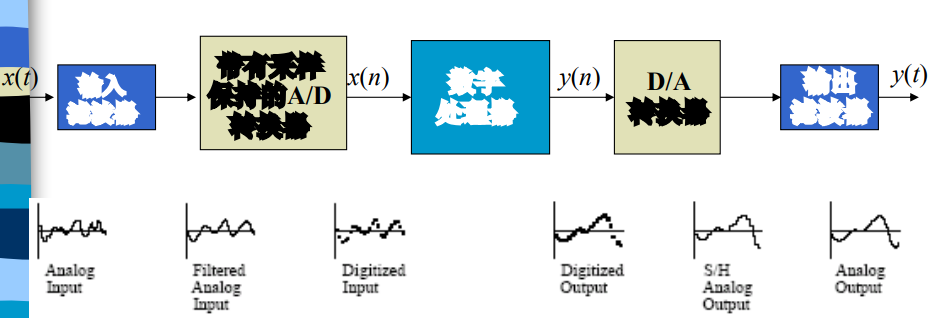 x(t)
输入
滤波器
带有采样
保持的A/D
转换器
x(n)
数字
处理器
y(n)
D/A
转换器
输出
滤波器
y(t)
Analog
Input
Filtered
Analog
Input
Digitized
Input
Digitized
Output
S/H
Analog
Output
Analog
Output